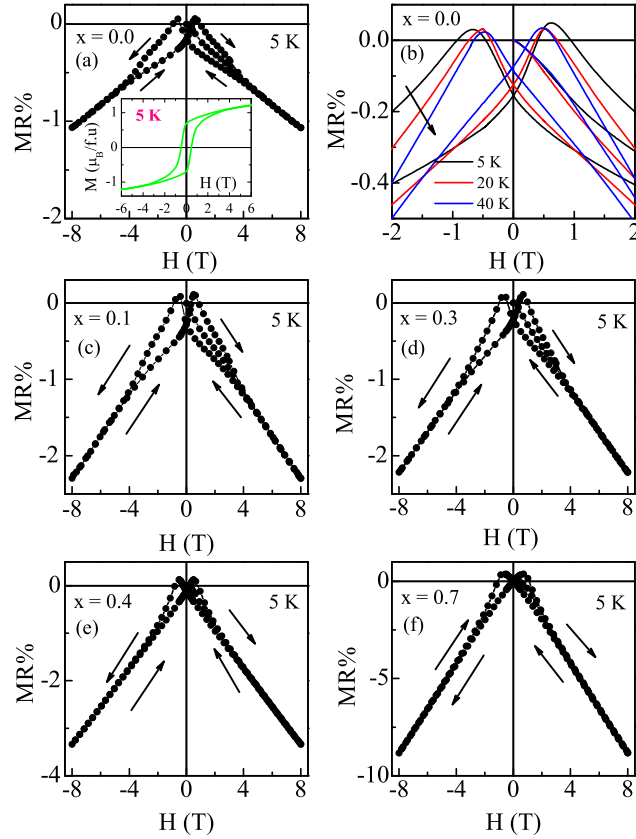 x = 0.0
5 K
(a)
MR%
0
-1
-2
5 K
M (μB/f.u)
1
0
-1
H (T)
-6 -2 2 6
-8 -4 0 4 8
H (T)
x = 0.0
(b)
MR%
0.0
-0.2
-0.4
5 K
20 K
40 K
-2 -1 0 1 2
H (T)
x = 0.1
5 K
(c)
MR%
0
-1
-2
-8 -4 0 4 8
H (T)
x = 0.3
5 K
(d)
MR%
0
-1
-2
-8 -4 0 4 8
H (T)
x = 0.4
5 K
(e)
MR%
0
-2
-4
-8 -4 0 4 8
H (T)
x = 0.7
5 K
(f)
MR%
0
-5
-10
-8 -4 0 4 8
H (T)